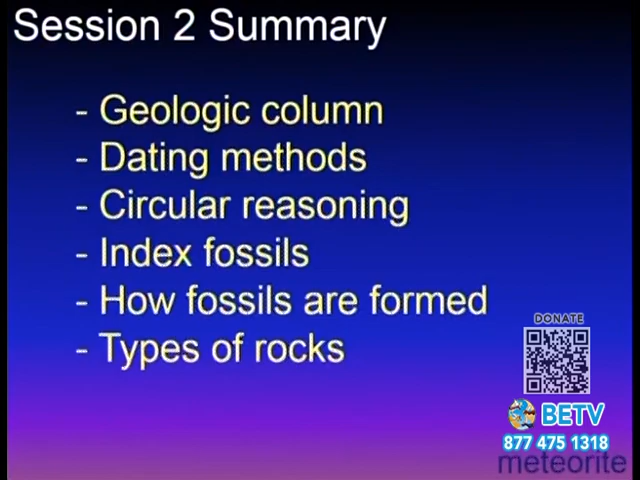 Session 2 Summary
- Geologic column
- Dating methods
- Circular reasoning
- Index fossils
- How fossils are formed
- Types of rocks
DONATE
BETV
877 475 1318
meteorite